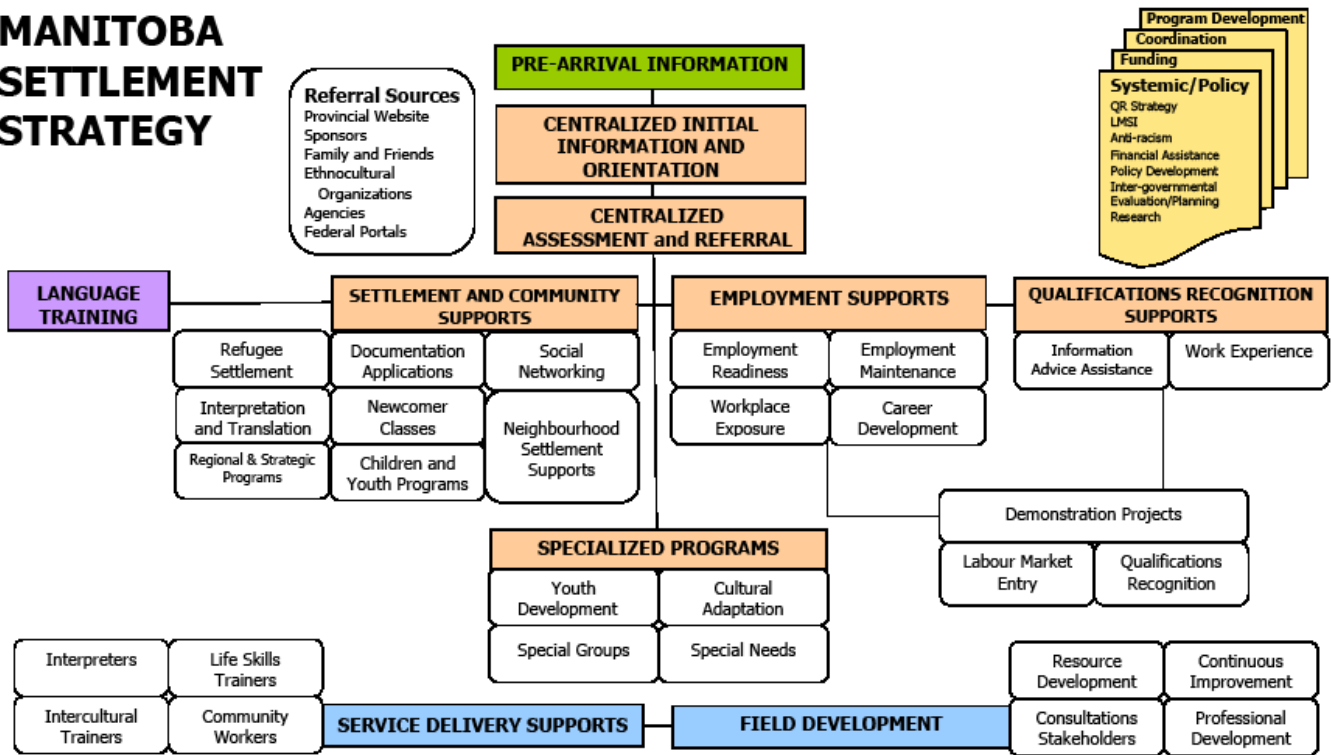 MANITOBA
SETTLEMENT
STRATEGY
Referral Sources
Provincial Website
Sponsors
Family and Friends
Ethnocultural
Organizations
Agencies
Federal Portals
PRE-ARRIVAL INFORMATION
CENTRALIZED INITIAL
INFORMATION AND
ORIENTATION
CENTRALIZED
ASSESSMENT and REFERRAL
Program Development
Coordination
Funding
Systemic/Policy
QR Strategy
LMSI
Anti-racism
Financial Assistance
Policy Development
Inter-governmental
Evaluation/Planning
Research
LANGUAGE
TRAINING
SETTLEMENT AND COMMUNITY
SUPPORTS
Refugee
Settlement
Documentation
Applications
Social
Networking
Interpretation
and Translation
Newcomer
Classes
Neighbourhood
Settlement
Supports
Regional & Strategic
Programs
Children and
Youth Programs
EMPLOYMENT SUPPORTS
Employment
Readiness
Employment
Maintenance
Workplace
Exposure
Career
Development
QUALIFICATIONS RECOGNITION
SUPPORTS
Information
Advice Assistance
Work Experience
Demonstration Projects
Labour Market
Entry
Qualifications
Recognition
SPECIALIZED PROGRAMS
Youth
Development
Cultural
Adaptation
Special Groups
Special Needs
Interpreters
Life Skills
Trainers
Intercultural
Trainers
Community
Workers
SERVICE DELIVERY SUPPORTS
FIELD DEVELOPMENT
Resource
Development
Continuous
Improvement
Consultations
Stakeholders
Professional
Development